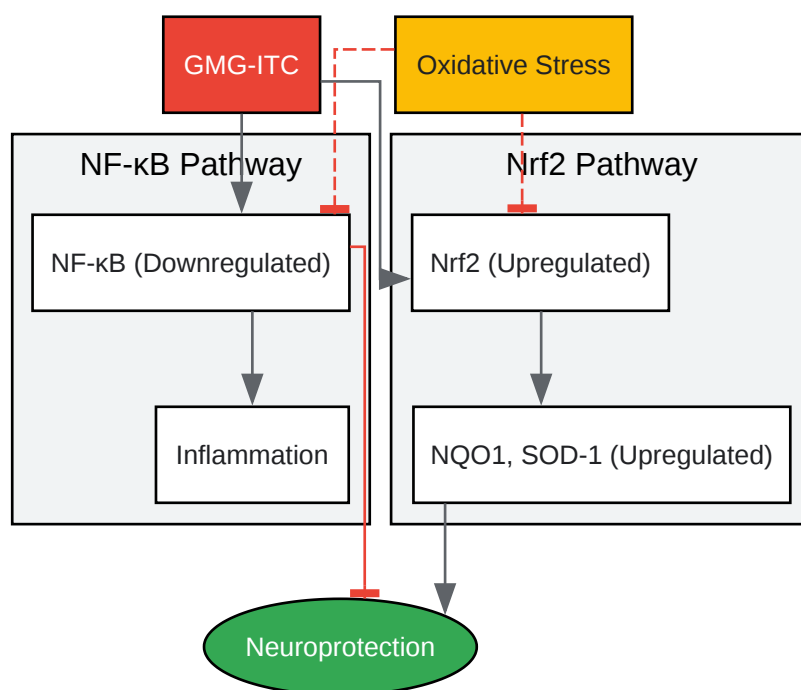 GMG-ITC
Oxidative Stress
NF-κB Pathway
Nrf2 Pathway
NF-κB (Downregulated)
Nrf2 (Upregulated)
Inflammation
NQO1, SOD-1 (Upregulated)
Neuroprotection